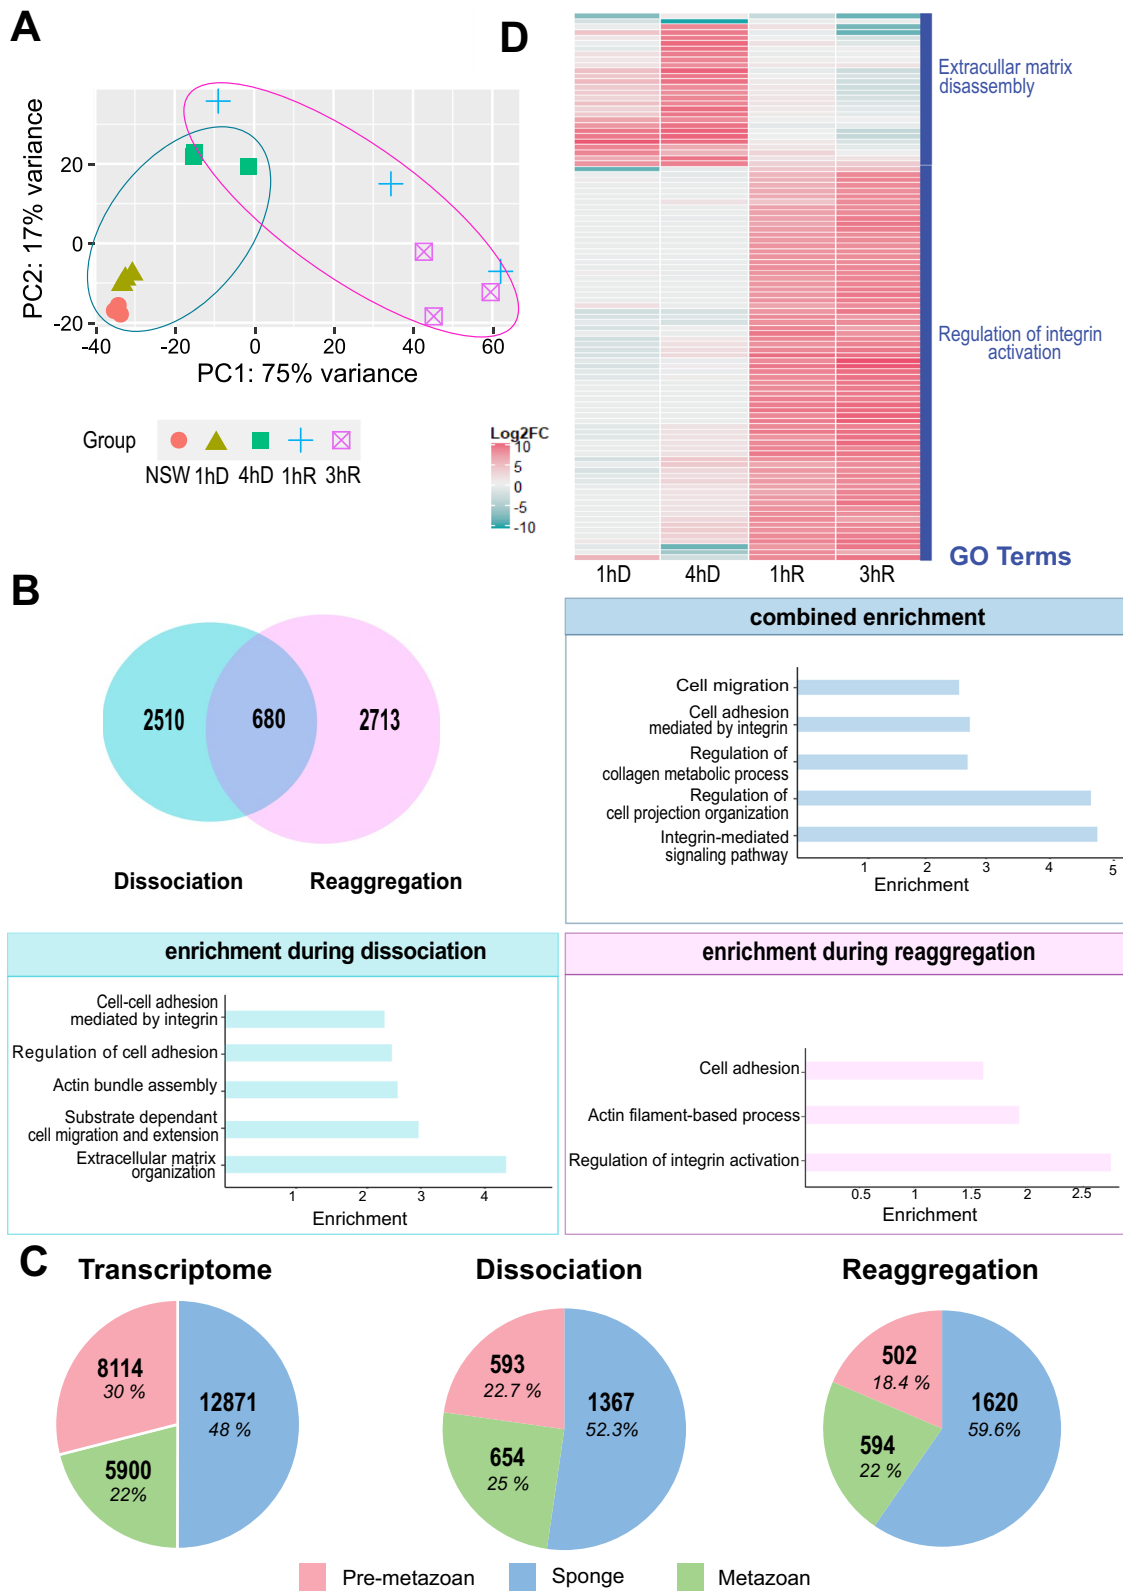 A
PC2: 17% variance
20
0
-20
-40
-20
0
20
40
60
PC1: 75% variance
Group
NSW 1hD 4hD 1hR 3hR
D
Extracullar matrix
disassembly
Regulation of integrin
activation
Log2FC
10
5
0
-5
-10
1hD 4hD 1hR 3hR
GO Terms
B
2510
680
2713
Dissociation
Reaggregation
combined enrichment
Cell migration
Cell adhesion
mediated by integrin
Regulation of
collagen metabolic process
Regulation of
cell projection organization
Integrin-mediated
signaling pathway
1 2 3 4 5
Enrichment
enrichment during dissociation
Cell-cell adhesion
mediated by integrin
Regulation of cell adhesion
Actin bundle assembly
Substrate dependant
cell migration and extension
Extracellular matrix
organization
1 2 3 4
Enrichment
enrichment during reaggregation
Cell adhesion
Actin filament-based process
Regulation of integrin activation
0.5 1 1.5 2 2.5
Enrichment
C
Transcriptome
8114
30 %
12871
48 %
5900
22%
Dissociation
593
22.7 %
1367
52.3%
654
25 %
Reaggregation
502
18.4 %
1620
59.6%
594
22 %
Pre-metazoan
Sponge
Metazoan